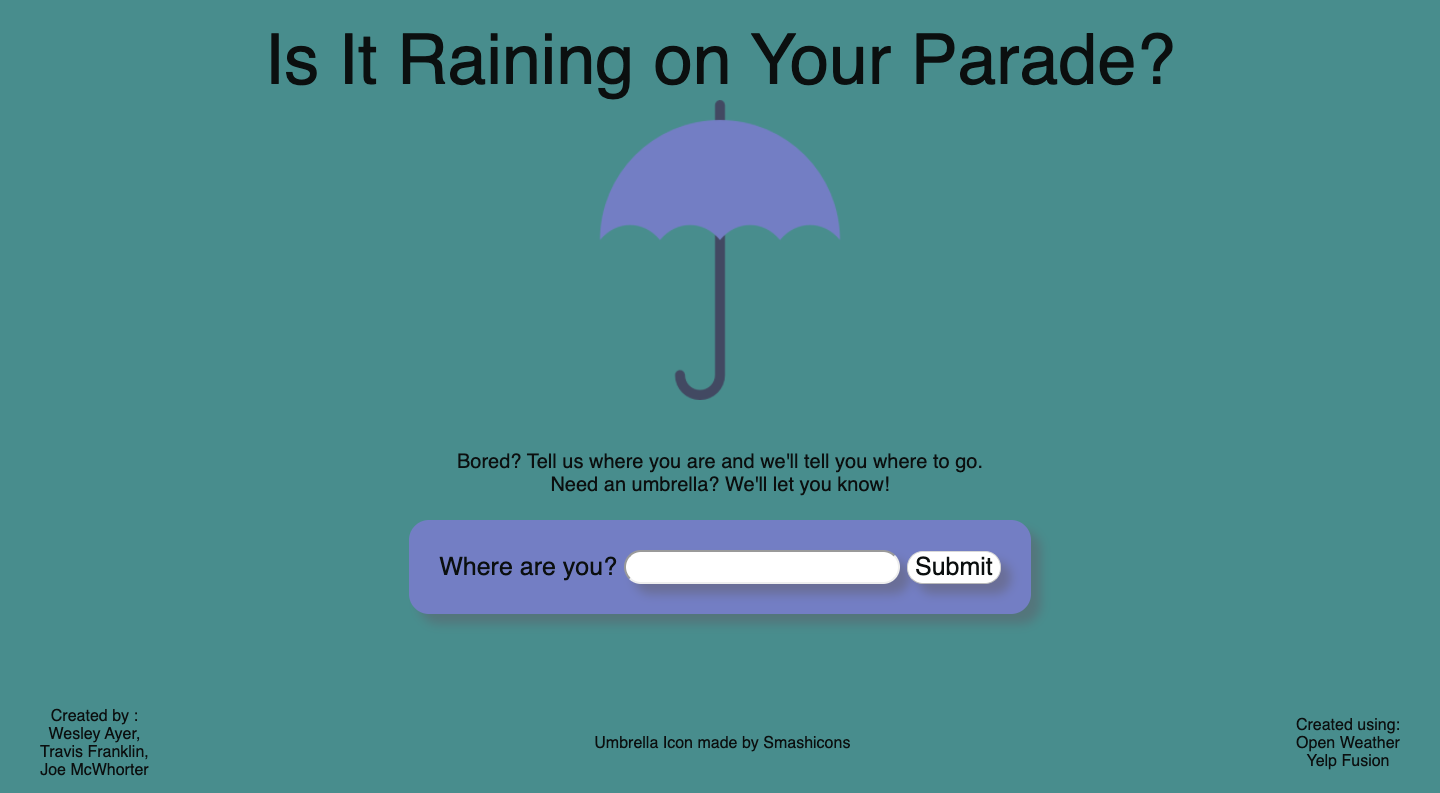 Is It Raining on Your Parade?
Bored? Tell us where you are and we'll tell you where to go.
Need an umbrella? We'll let you know!
Where are you? Submit
Created by :
Wesley Ayer,
Travis Franklin,
Joe McWhorter
Umbrella Icon made by Smashicons
Created using:
Open Weather
Yelp Fusion